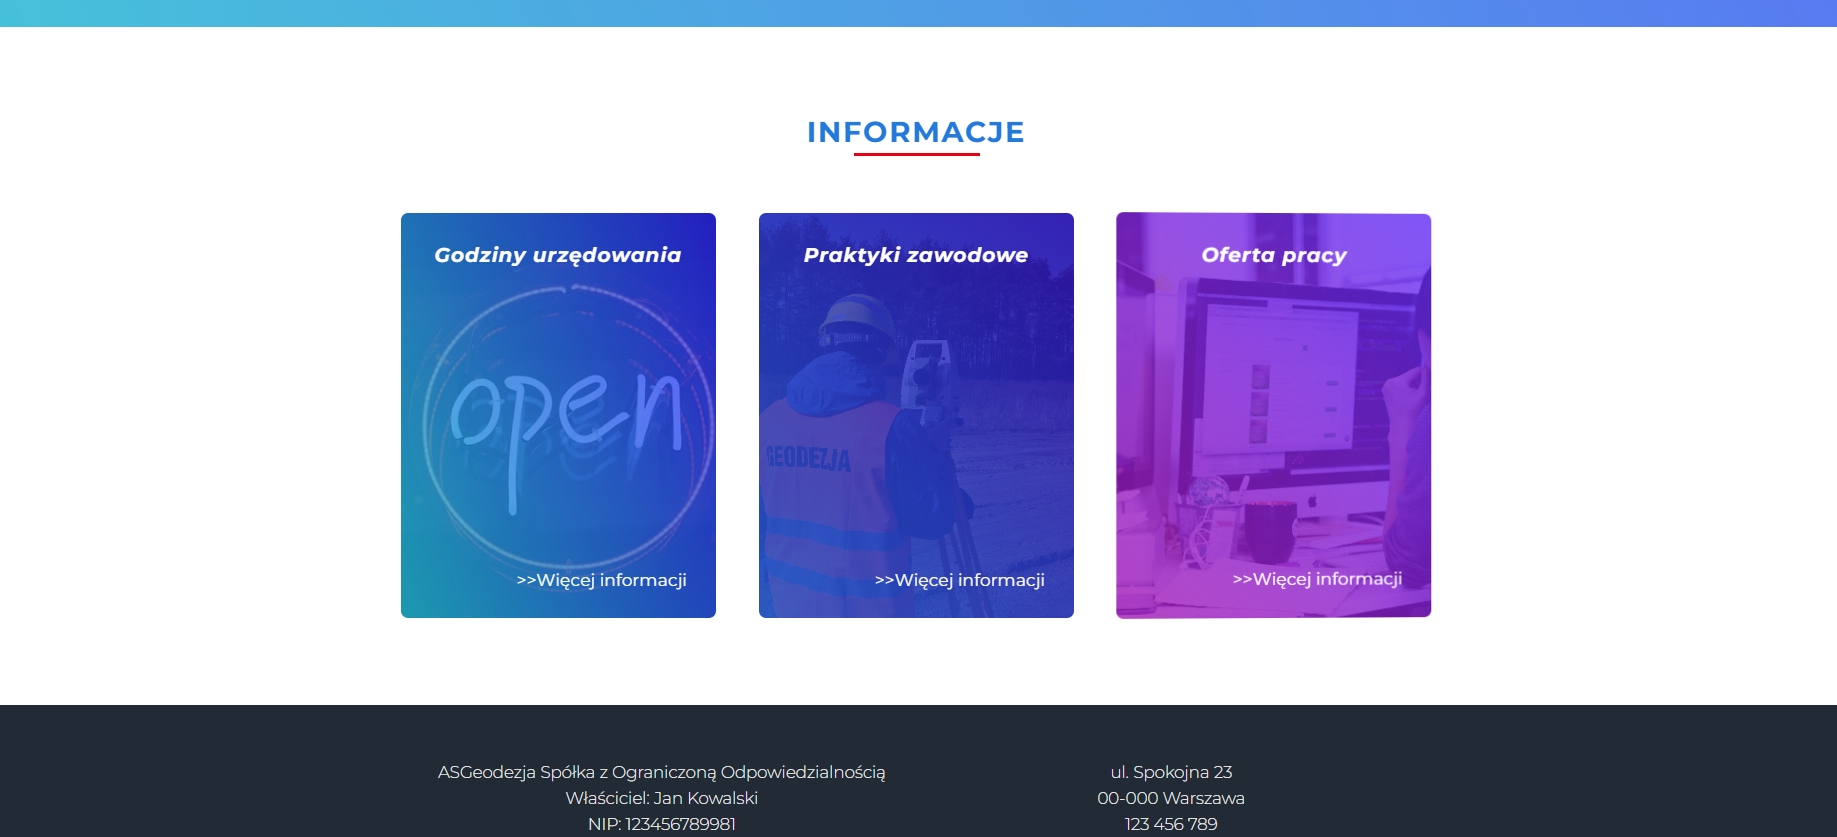 INFORMACJE
Godziny urzędowania
Praktyki zawodowe
Oferta pracy
open
GEODEZJA
>>Więcej informacji
>>Więcej informacji
>>Więcej informacji
ASGeodezja Spółka z Ograniczoną Odpowiedzialnością
Właściciel: Jan Kowalski
NIP: 123456789981
ul. Spokojna 23
00-000 Warszawa
123 456 789